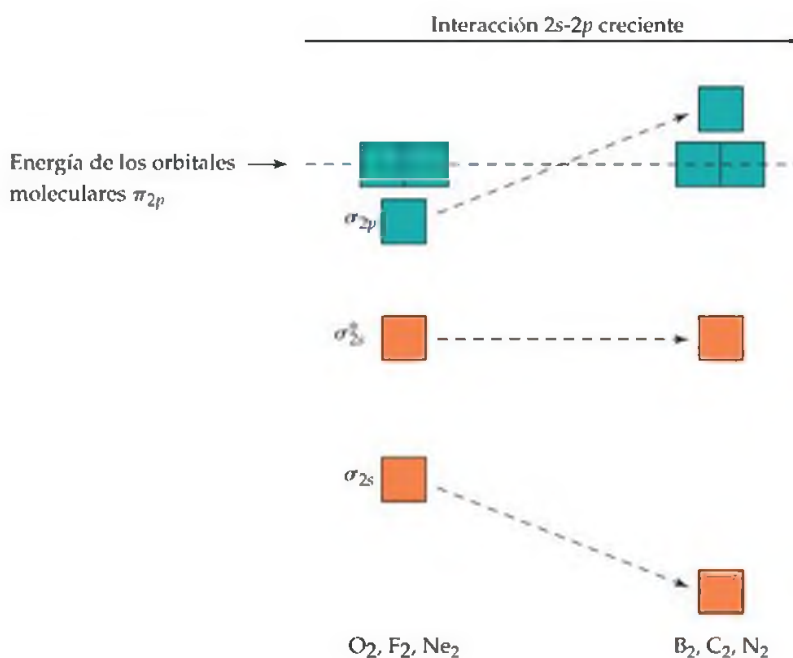 Interacción 2s-2p creciente
Energía de los orbitales
moleculares π₂ₚ
σ₂ₚ
σ*₂ₛ
σ₂ₛ
O₂, F₂, Ne₂
B₂, C₂, N₂